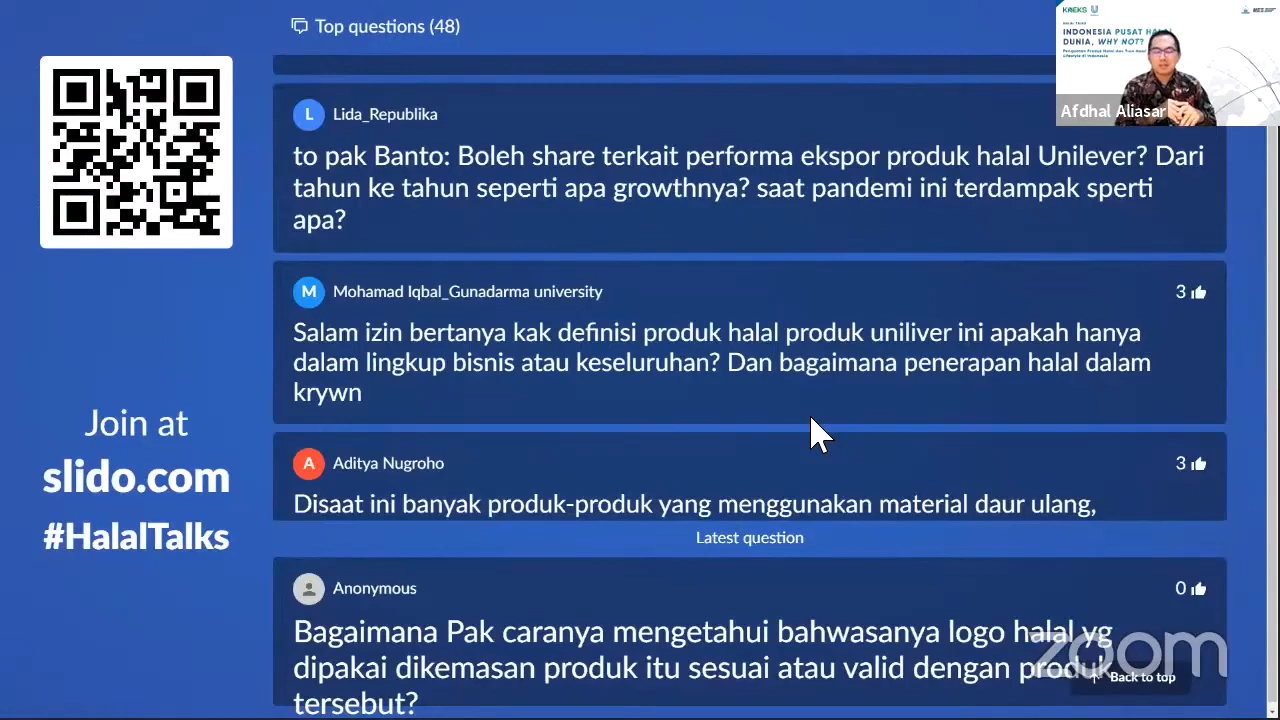 Top questions (48)
L
Lida_Republika
to pak Banto: Boleh share terkait performa ekspor produk halal Unilever? Dari
tahun ke tahun seperti apa growthnya? saat pandemi ini terdampak sperti
apa?
M
Mohamad Iqbal_Gunadarma university
3
Salam izin bertanya kak definisi produk halal produk uniliver ini apakah hanya
dalam lingkup bisnis atau keseluruhan? Dan bagaimana penerapan halal dalam
krywn
A
Aditya Nugroho
3
Disaat ini banyak produk-produk yang menggunakan material daur ulang,
Latest question
Anonymous
0
Bagaimana Pak caranya mengetahui bahwasanya logo halal yg
dipakai dikemasan produk itu sesuai atau valid dengan produk
tersebut?
Join at
slido.com
#HalalTalks
INDONESIA PUSAT HALAL
DUNIA, WHY NOT?
Afdhal Aliasar
zoom
Back to top